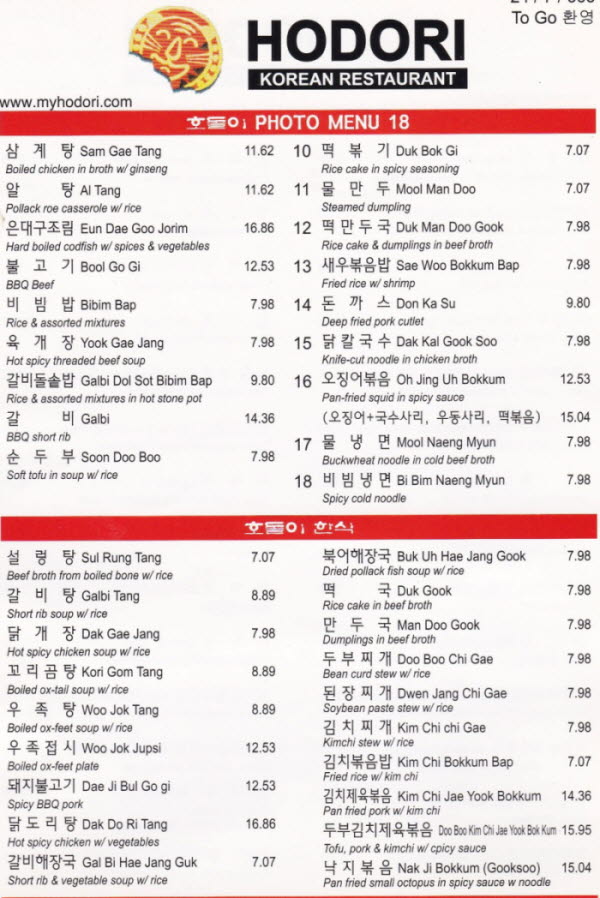 To Go 환영
HODORI
KOREAN RESTAURANT
www.myhodori.com
호돌이 PHOTO MENU 18
삼 계 탕 Sam Gae Tang 11.62
Boiled chicken in broth w/ ginseng
알 탕 Al Tang 11.62
Pollack roe casserole w/ rice
은대구조림 Eun Dae Goo Jorim 16.86
Hard boiled codfish w/ spices & vegetables
불 고 기 Bool Go Gi 12.53
BBQ Beef
비 빔 밥 Bibim Bap 7.98
Rice & assorted mixtures
육 개 장 Yook Gae Jang 7.98
Hot spicy threaded beef soup
갈비돌솥밥 Galbi Dol Sot Bibim Bap 9.80
Rice & assorted mixtures in hot stone pot
갈 비 Galbi 14.36
BBQ short rib
순 두 부 Soon Doo Boo 7.98
Soft tofu in soup w/ rice
10 떡 볶 기 Duk Bok Gi 7.07
Rice cake in spicy seasoning
11 물 만 두 Mool Man Doo 7.07
Steamed dumpling
12 떡 만 두 국 Duk Man Doo Gook 7.98
Rice cake & dumplings in beef broth
13 새우볶음밥 Sae Woo Bokkum Bap 7.98
Fried rice w/ shrimp
14 돈 까 스 Don Ka Su 9.80
Deep fried pork cutlet
15 닭 칼 국 수 Dak Kal Gook Soo 7.98
Knife-cut noodle in chicken broth
16 오징어볶음 Oh Jing Uh Bokkum 12.53
Pan-fried squid in spicy sauce
(오징어+국수사리, 우동사리, 떡볶음) 15.04
17 물 냉 면 Mool Naeng Myun 7.98
Buckwheat noodle in cold beef broth
18 비 빔 냉 면 Bi Bim Naeng Myun 7.98
Spicy cold noodle
호돌이 한식
설 렁 탕 Sul Rung Tang 7.07
Beef broth from boiled bone w/ rice
갈 비 탕 Galbi Tang 8.89
Short rib soup w/ rice
닭 개 장 Dak Gae Jang 7.98
Hot spicy chicken soup w/ rice
꼬 리 곰 탕 Kori Gom Tang 8.89
Boiled ox-tail soup w/ rice
우 족 탕 Woo Jok Tang 8.89
Boiled ox-feet soup w/ rice
우 족 접 시 Woo Jok Jupsi 12.53
Boiled ox-feet plate
돼지불고기 Dae Ji Bul Go gi 12.53
Spicy BBQ pork
닭 도 리 탕 Dak Do Ri Tang 16.86
Hot spicy chicken w/ vegetables
갈비해장국 Gal Bi Hae Jang Guk 7.07
Short rib & vegetable soup w/ rice
북어해장국 Buk Uh Hae Jang Gook 7.98
Dried pollack fish soup w/ rice
떡 국 Duk Gook 7.98
Rice cake in beef broth
만 두 국 Man Doo Gook 7.98
Dumplings in beef broth
두 부 찌 개 Doo Boo Chi Gae 7.98
Bean curd stew w/ rice
된 장 찌 개 Dwen Jang Chi Gae 7.98
Soybean paste stew w/ rice
김 치 찌 개 Kim Chi chi Gae 7.98
Kimchi stew w/ rice
김치볶음밥 Kim Chi Bokkum Bap 7.07
Fried rice w/ kim chi
김치제육볶음 Kim Chi Jae Yook Bokkum 14.36
Pan fried pork w/ kim chi
두부김치제육볶음 Doo Boo Kim Chi Jae Yook Bok Kum 15.95
Tofu, pork & kimchi w/ cpicy sauce
낙 지 볶 음 Nak Ji Bokkum (Gooksoo) 15.04
Pan fried small octopus in spicy sauce w noodle